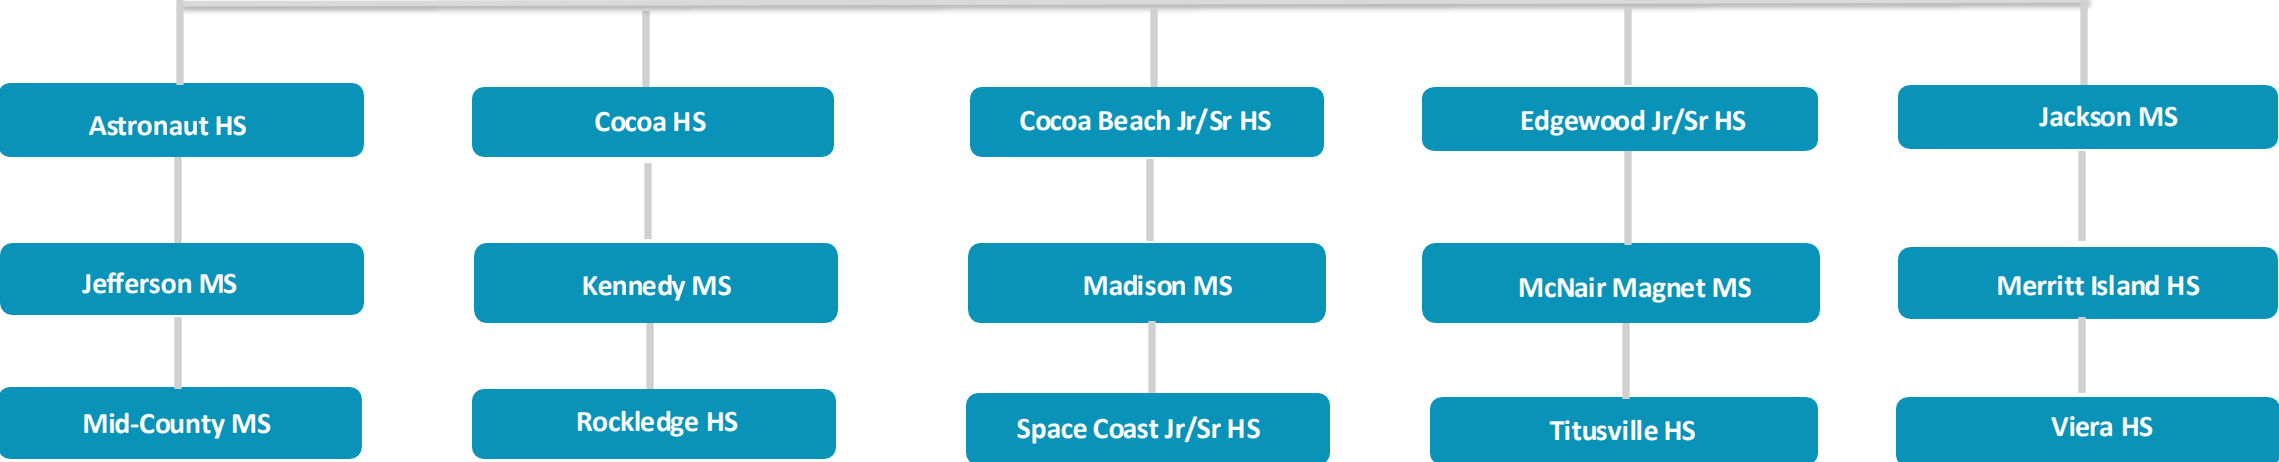 Astronaut HS
Cocoa HS
Cocoa Beach Jr/Sr HS
Edgewood Jr/Sr HS
Jackson MS
Jefferson MS
Kennedy MS
Madison MS
McNair Magnet MS
Merritt Island HS
Mid-County MS
Rockledge HS
Space Coast Jr/Sr HS
Titusville HS
Viera HS